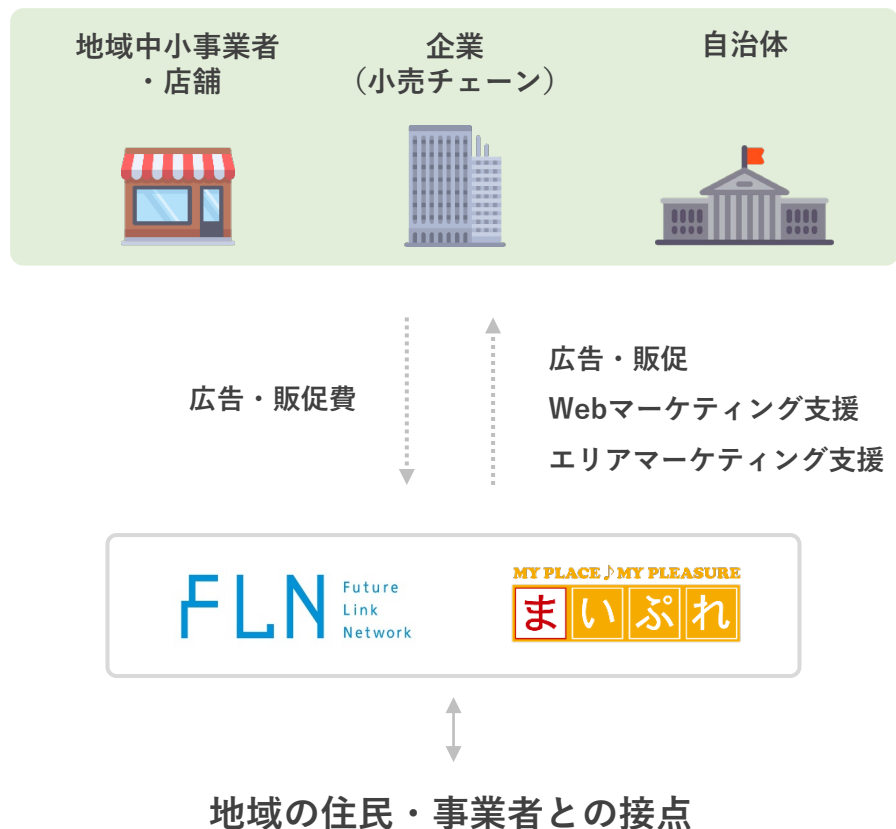 地域中小事業者
・店舗
企業
（小売チェーン）
自治体
広告・販促費
広告・販促
Webマーケティング支援
エリアマーケティング支援
FLN
Future
Link
Network
MY PLACE♪MY PLEASURE
まいぷれ
地域の住民・事業者との接点